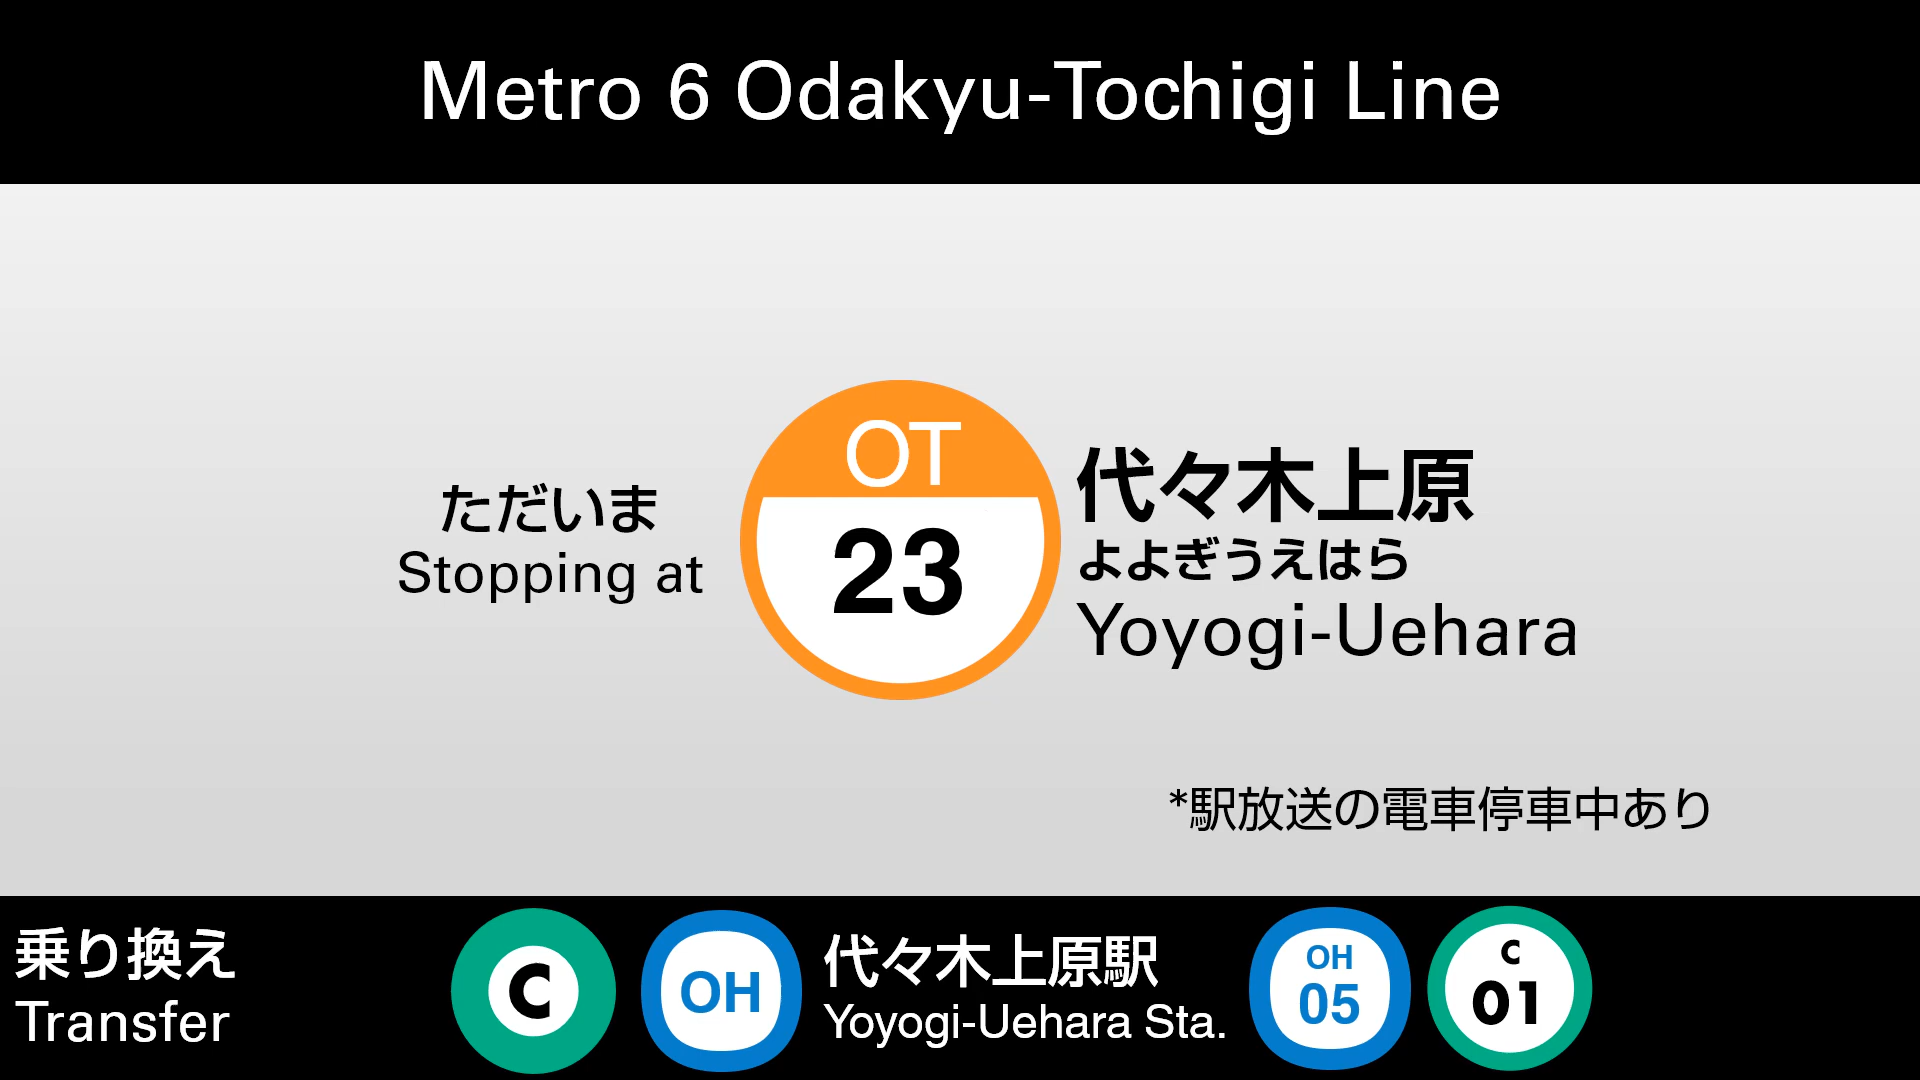 Metro 6 Odakyu-Tochigi Line
ただいま
Stopping at
OT
23
代々木上原
よよぎうえはら
Yoyogi-Uehara
*駅放送の電車停車中あり
乗り換え
Transfer
C
OH
代々木上原駅
Yoyogi-Uehara Sta.
OH
05
C
01